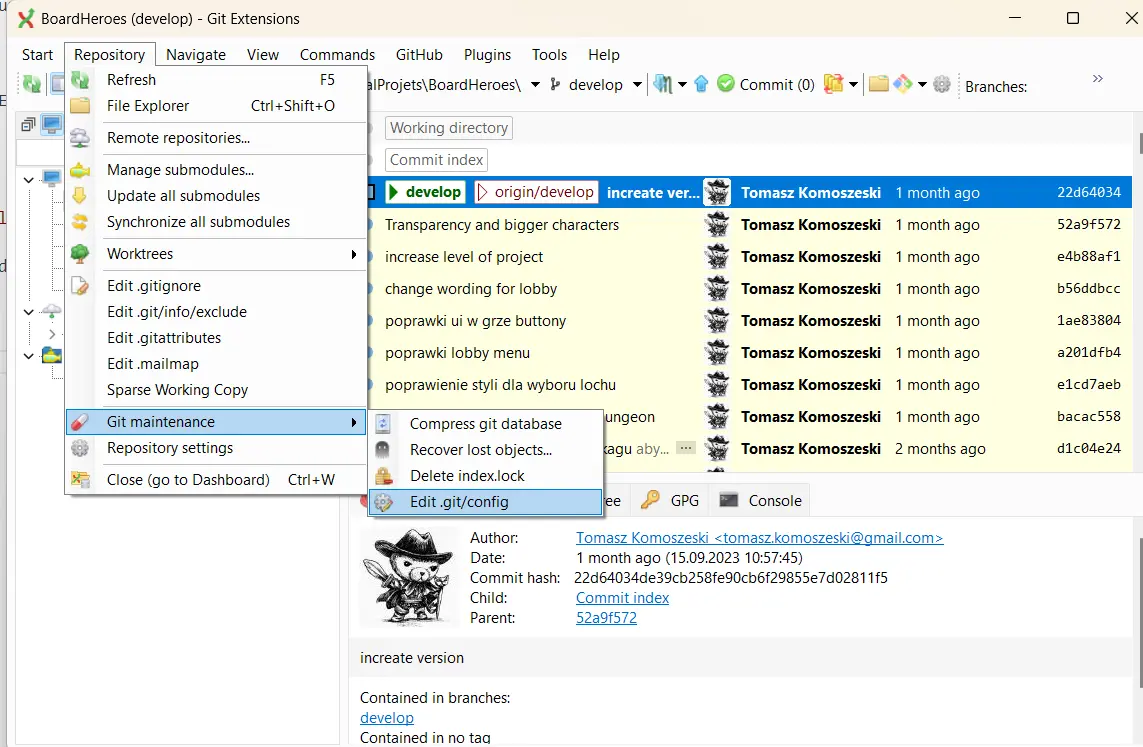 BoardHeroes (develop) - Git Extensions
Start Repository Navigate View Commands GitHub Plugins Tools Help
alProjets\BoardHeroes\ develop Commit (0) Branches: »
Refresh F5
File Explorer Ctrl+Shift+O
Remote repositories...
Manage submodules...
Update all submodules
Synchronize all submodules
Worktrees
Edit .gitignore
Edit .git/info/exclude
Edit .gitattributes
Edit .mailmap
Sparse Working Copy
Git maintenance
Repository settings
Close (go to Dashboard) Ctrl+W
Compress git database
Recover lost objects...
Delete index.lock
Edit .git/config
Working directory
Commit index
develop origin/develop increate ver... Tomasz Komoszeski 1 month ago 22d64034
Transparency and bigger characters Tomasz Komoszeski 1 month ago 52a9f572
increase level of project Tomasz Komoszeski 1 month ago e4b88af1
change wording for lobby Tomasz Komoszeski 1 month ago b56ddbcc
poprawki ui w grze buttony Tomasz Komoszeski 1 month ago 1ae83804
poprawki lobby menu Tomasz Komoszeski 1 month ago a201dfb4
poprawienie styli dla wyboru lochu Tomasz Komoszeski 1 month ago e1cd7aeb
ungeon Tomasz Komoszeski 1 month ago bacac558
kagu aby... Tomasz Komoszeski 2 months ago d1c04e24
ee GPG Console
Author: Tomasz Komoszeski <tomasz.komoszeski@gmail.com>
Date: 1 month ago (15.09.2023 10:57:45)
Commit hash: 22d64034de39cb258fe90cb6f29855e7d02811f5
Child: Commit index
Parent: 52a9f572
increate version
Contained in branches:
develop
Contained in no tag